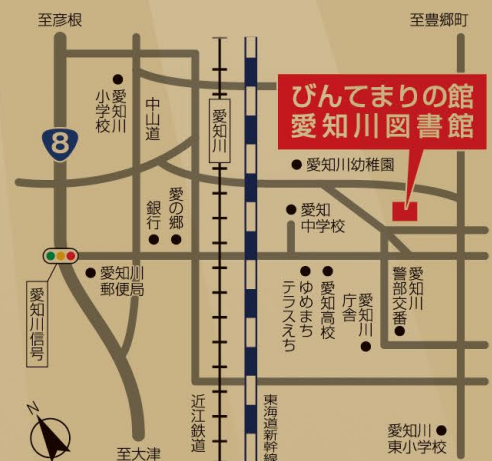 至彦根
至豊郷町
愛知川
小学校
中山道
愛知川
びんてまりの館
愛知川図書館
8
愛知川幼稚園
愛の郷
銀行
愛知
中学校
愛知川
郵便局
愛知川信号
愛知高校
ゆめまち
テラスえち
愛知川
庁舎
愛知川
警部交番
N
至大津
近江鉄道
東海道新幹線
愛知川
東小学校